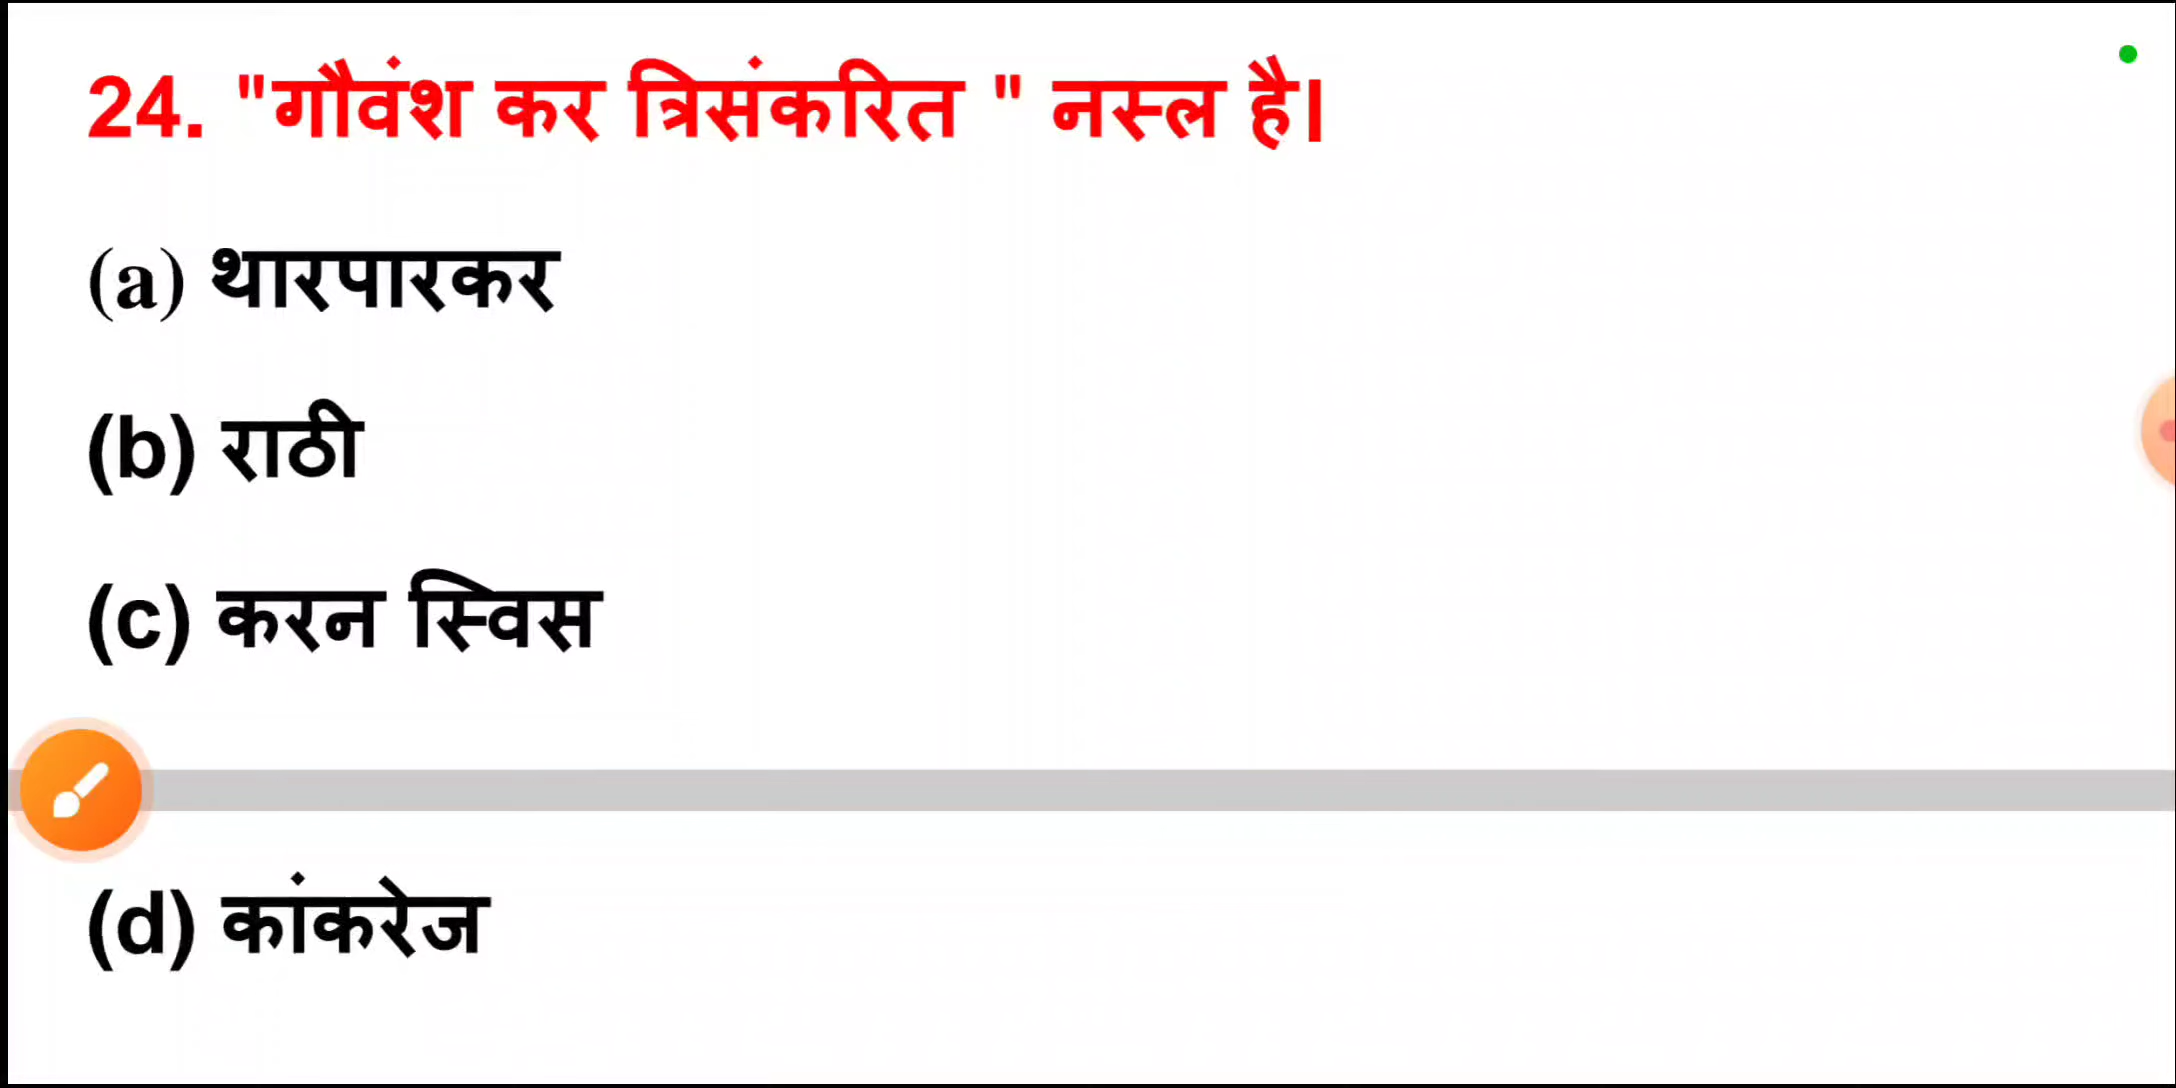 24. "गौवंश कर त्रिसंकरित " नस्ल है।
(a) थारपारकर
(b) राठी
(c) करन स्विस
(d) कांकरेज